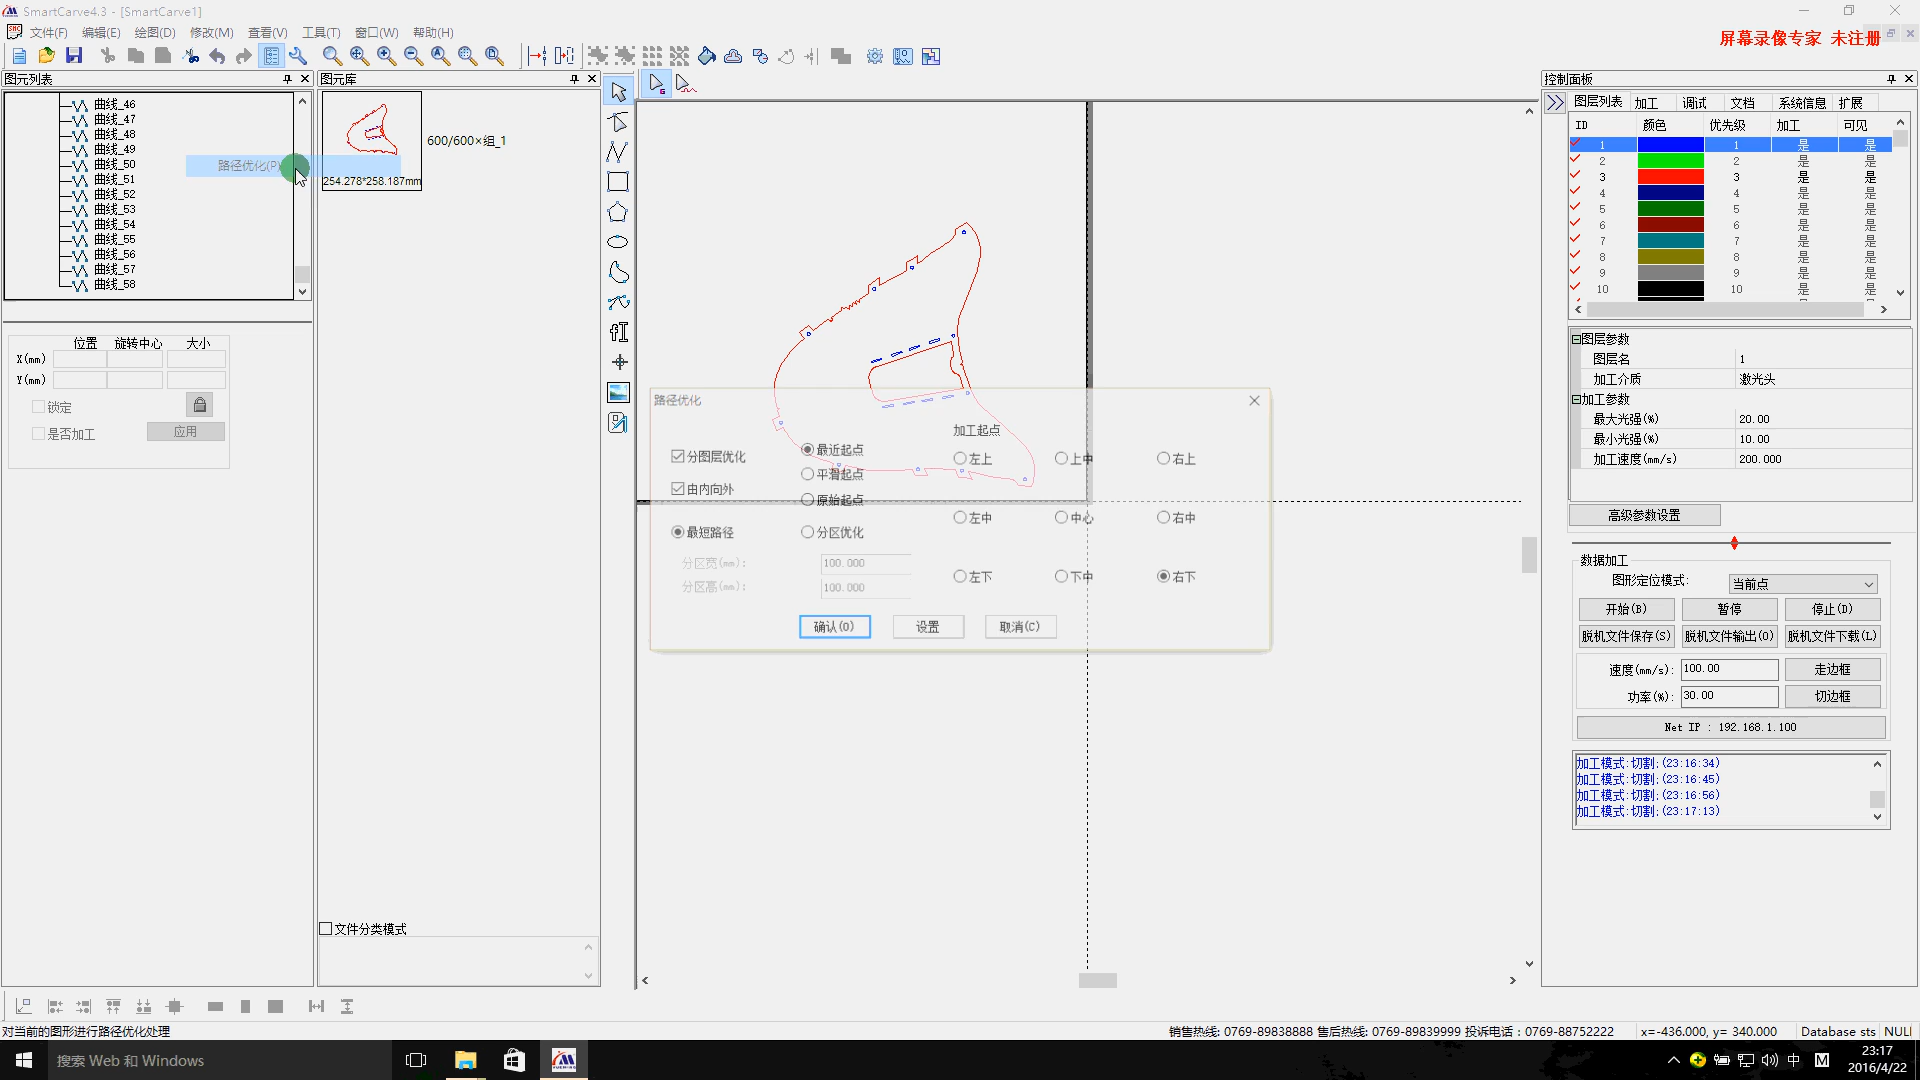 SmartCarve4.3 - [SmartCarve1]
文件(F) 编辑(E) 绘图(D) 修改(M) 查看(V) 工具(T) 窗口(W) 帮助(H)
屏幕录像专家 未注册
图元列表
曲线_46
曲线_47
曲线_48
曲线_49
曲线_50
曲线_51
曲线_52
曲线_53
曲线_54
曲线_55
曲线_56
曲线_57
曲线_58
路径优化(P)
位置 旋转中心 大小
X(mm)
Y(mm)
锁定
是否加工 应用
图元库
600/600×组_1
254.278*258.187mm
文件分类模式
路径优化
分图层优化
由内向外
最短路径
最近起点
平滑起点
原始起点
分区优化
分区宽(mm): 100.000
分区高(mm): 100.000
加工起点
左上 上中 右上
左中 中心 右中
左下 下中 右下
确认(O) 设置 取消(C)
控制面板
图层列表 加工 调试 文档 系统信息 扩展
ID 颜色 优先级 加工 可见
1 1 是 是
2 2 是 是
3 3 是 是
4 4 是 是
5 5 是 是
6 6 是 是
7 7 是 是
8 8 是 是
9 9 是 是
10 10 是 是
图层参数
图层名 1
加工介质 激光头
加工参数
最大光强(%) 20.00
最小光强(%) 10.00
加工速度(mm/s) 200.000
高级参数设置
数据加工
图形定位模式: 当前点
开始(B) 暂停 停止(D)
脱机文件保存(S) 脱机文件输出(O) 脱机文件下载(L)
速度(mm/s): 100.00 走边框
功率(%): 30.00 切边框
Net IP : 192.168.1.100
加工模式:切割;(23:16:34)
加工模式:切割;(23:16:45)
加工模式:切割;(23:16:56)
加工模式:切割;(23:17:13)
对当前的图形进行路径优化处理
销售热线: 0769-89838888 售后热线: 0769-89839999 投诉电话：0769-88752222 x=-436.000, y= 340.000 Database sts NUL
搜索 Web 和 Windows
中 M
23:17
2016/4/22